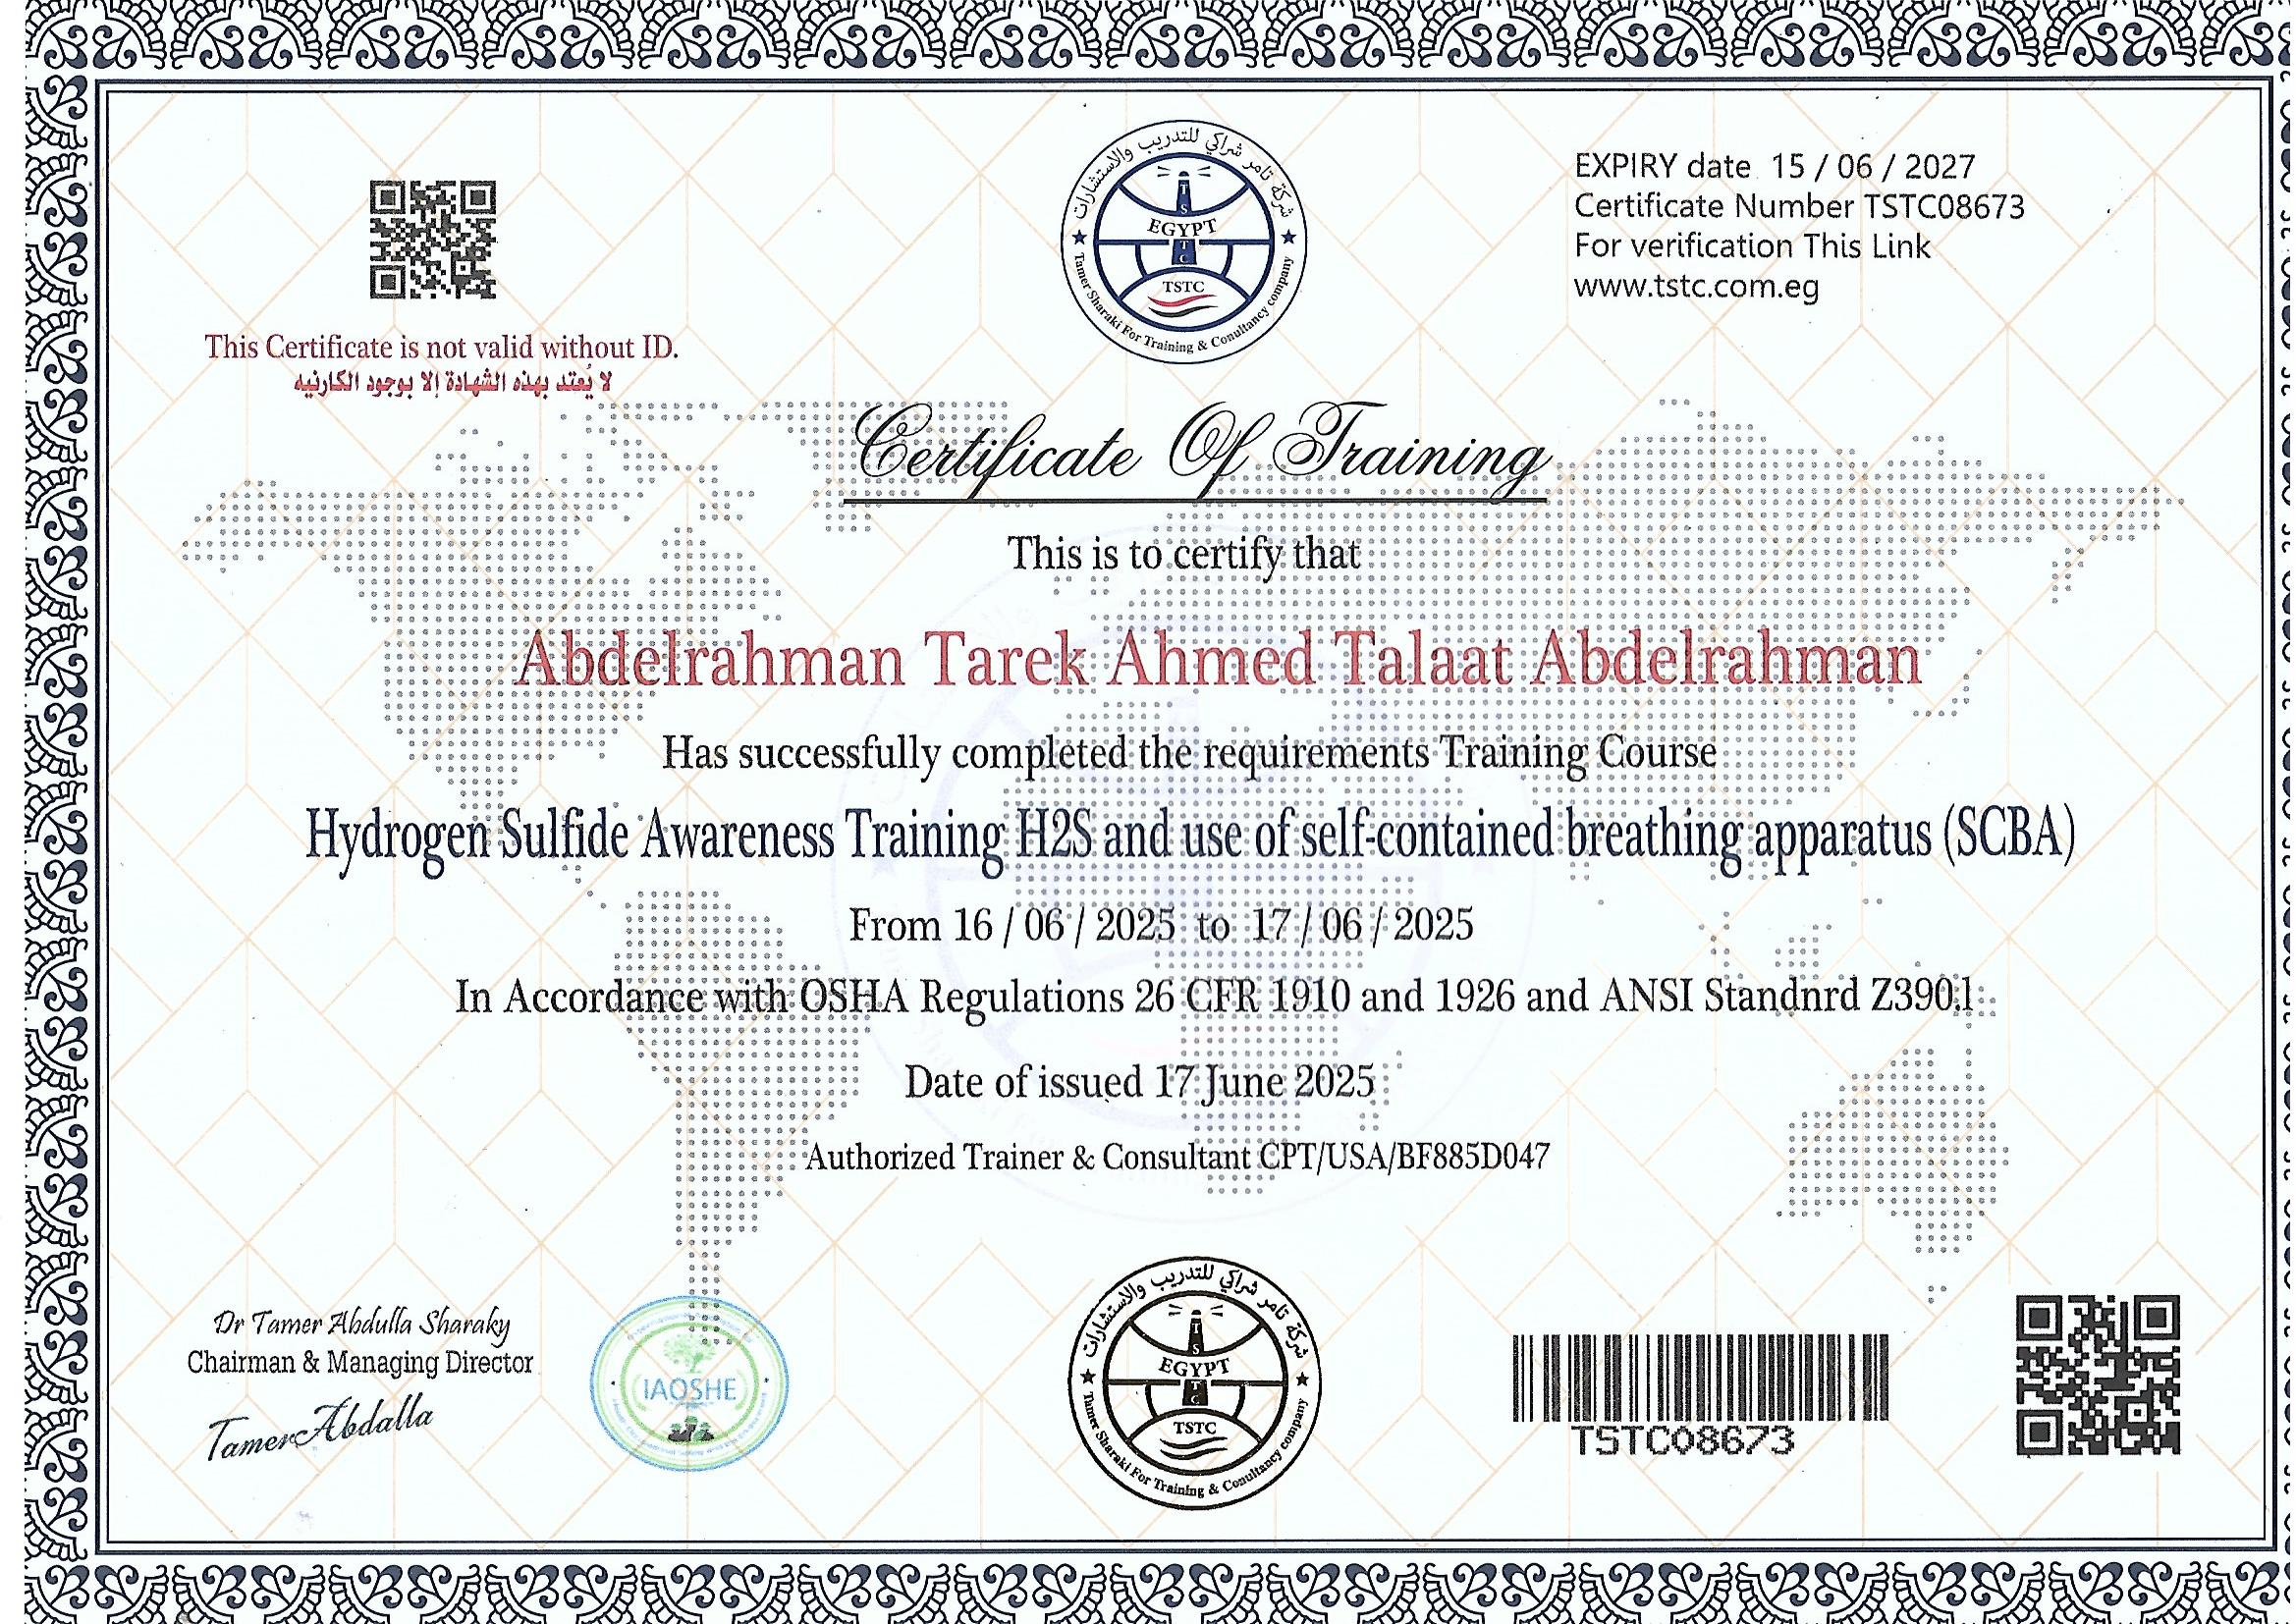 شركة تامر شراكي للتدريب والاستشارات
EGYPT
TSTC
Tamer Sharaki For Training & Conultancy company
EXPIRY date 15 / 06 / 2027
Certificate Number TSTC08673
For verification This Link
www.tstc.com.eg
This Certificate is not valid without ID.
لا يُعتد بهذه الشهادة إلا بوجود الكارنيه
Certificate Of Training
This is to certify that
Abdelrahman Tarek Ahmed Talaat Abdelrahman
Has successfully completed the requirements Training Course
Hydrogen Sulfide Awareness Training H2S and use of self-contained breathing apparatus (SCBA)
From 16 / 06 / 2025 to 17 / 06 / 2025
In Accordance with OSHA Regulations 26 CFR 1910 and 1926 and ANSI Standnrd Z390.1
Date of issued 17 June 2025
Authorized Trainer & Consultant CPT/USA/BF885D047
Dr Tamer Abdulla Sharaky
Chairman & Managing Director
Tamer Abdalla
IAOSHE
شركة تامر شراكي للتدريب والاستشارات
EGYPT
TSTC
Tamer Sharaki For Training & Conultancy company
TSTC08673